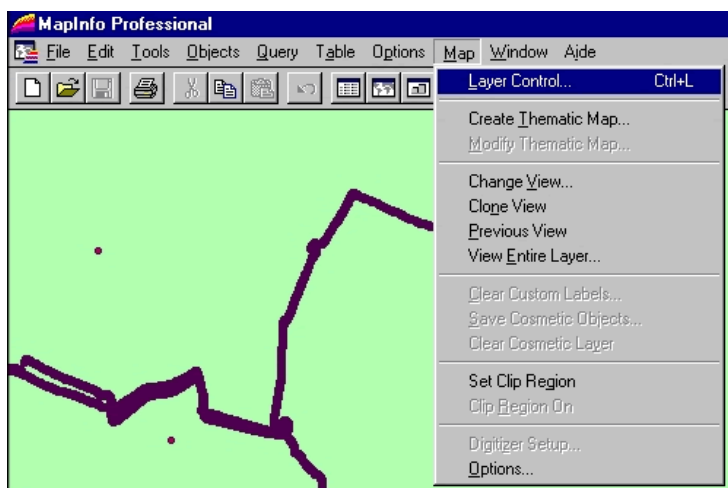 MapInfo Professional
File Edit Tools Objects Query Table Options Map Window Aide
Layer Control... Ctrl+L
Create Thematic Map...
Modify Thematic Map...
Change View...
Clone View
Previous View
View Entire Layer...
Clear Custom Labels...
Save Cosmetic Objects...
Clear Cosmetic Layer
Set Clip Region
Clip Region On
Digitizer Setup...
Options...